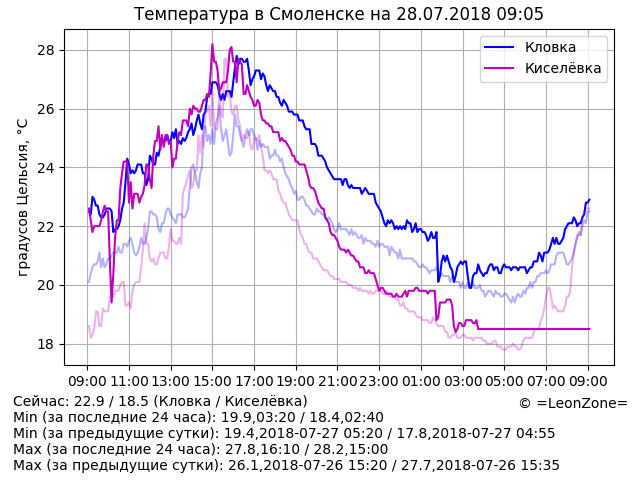 Температура в Смоленске на 28.07.2018 09:05
Кловка
Киселёвка
градусов Цельсия, °C
28
26
24
22
20
18
09:00 11:00 13:00 15:00 17:00 19:00 21:00 23:00 01:00 03:00 05:00 07:00 09:00
Сейчас: 22.9 / 18.5 (Кловка / Киселёвка)
© =LeonZone=
Min (за последние 24 часа): 19.9,03:20 / 18.4,02:40
Min (за предыдущие сутки): 19.4,2018-07-27 05:20 / 17.8,2018-07-27 04:55
Max (за последние 24 часа): 27.8,16:10 / 28.2,15:00
Max (за предыдущие сутки): 26.1,2018-07-26 15:20 / 27.7,2018-07-26 15:35